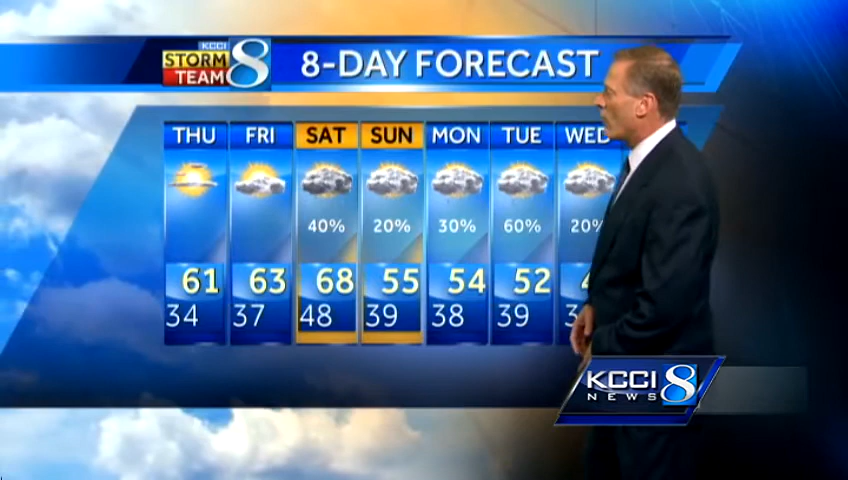 KCCI
STORM
TEAM 8
8-DAY FORECAST
THU FRI SAT SUN MON TUE WED
40% 20% 30% 60% 20%
61 63 68 55 54 52
34 37 48 39 38 39
KCCI 8
NEWS